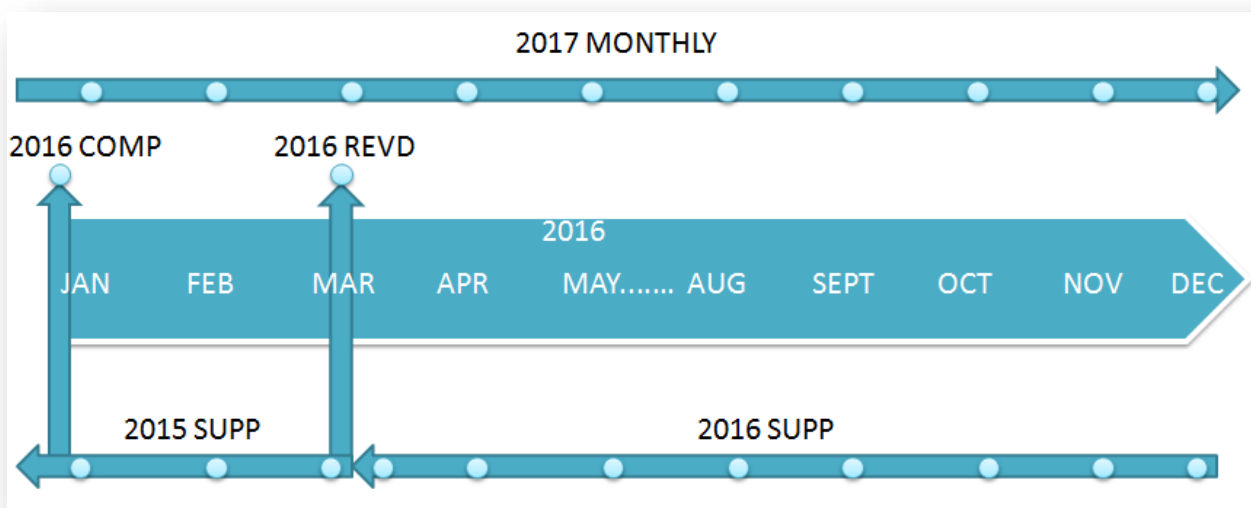 2017 MONTHLY
2016 COMP
2016 REVD
2016
JAN FEB MAR APR MAY....... AUG SEPT OCT NOV DEC
2015 SUPP
2016 SUPP